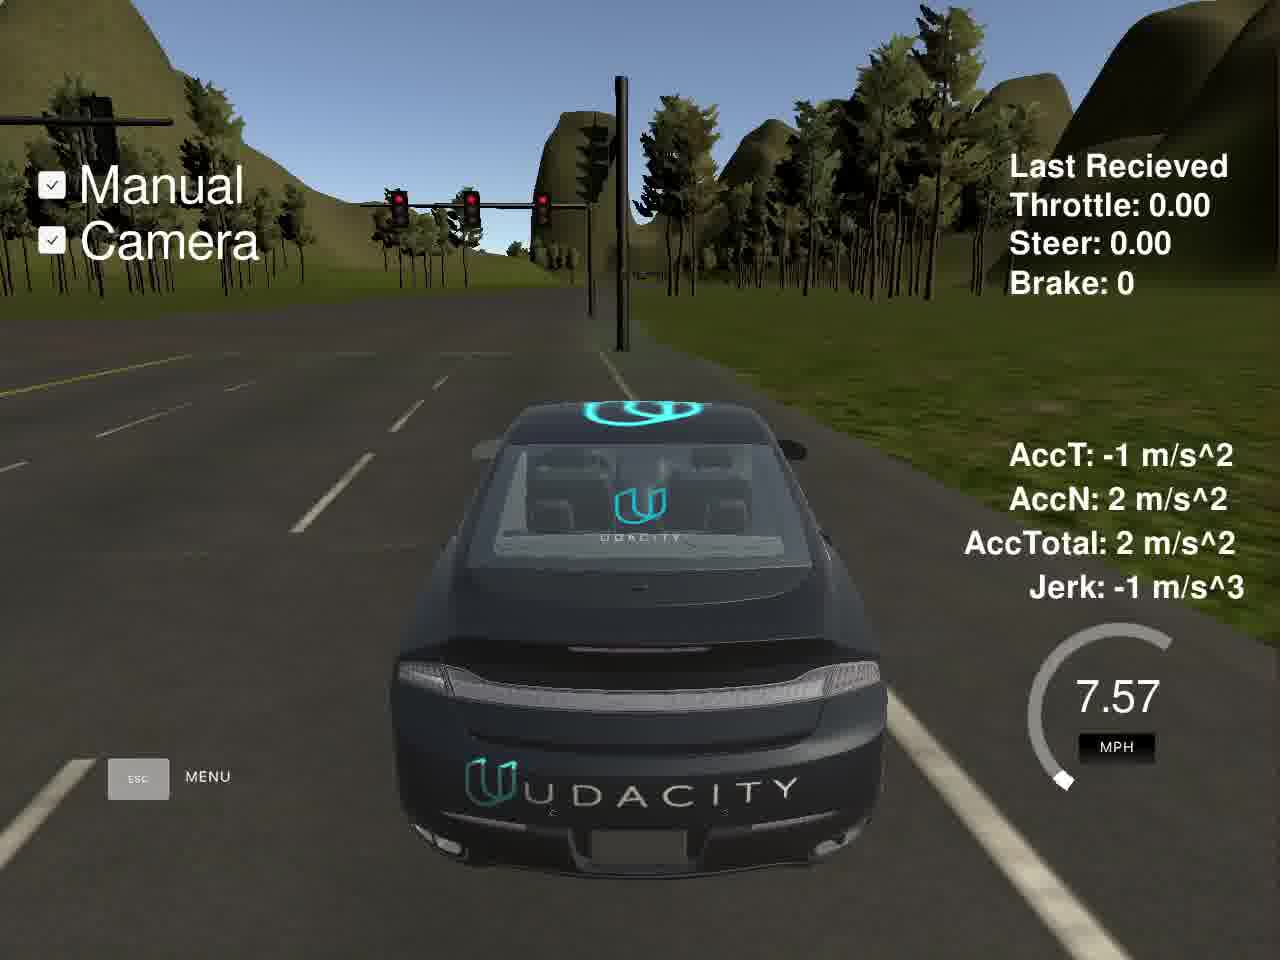 Manual
Camera
Last Recieved
Throttle: 0.00
Steer: 0.00
Brake: 0
AccT: -1 m/s^2
AccN: 2 m/s^2
AccTotal: 2 m/s^2
Jerk: -1 m/s^3
7.57
MPH
UDACITY
ESC
MENU
UDACITY